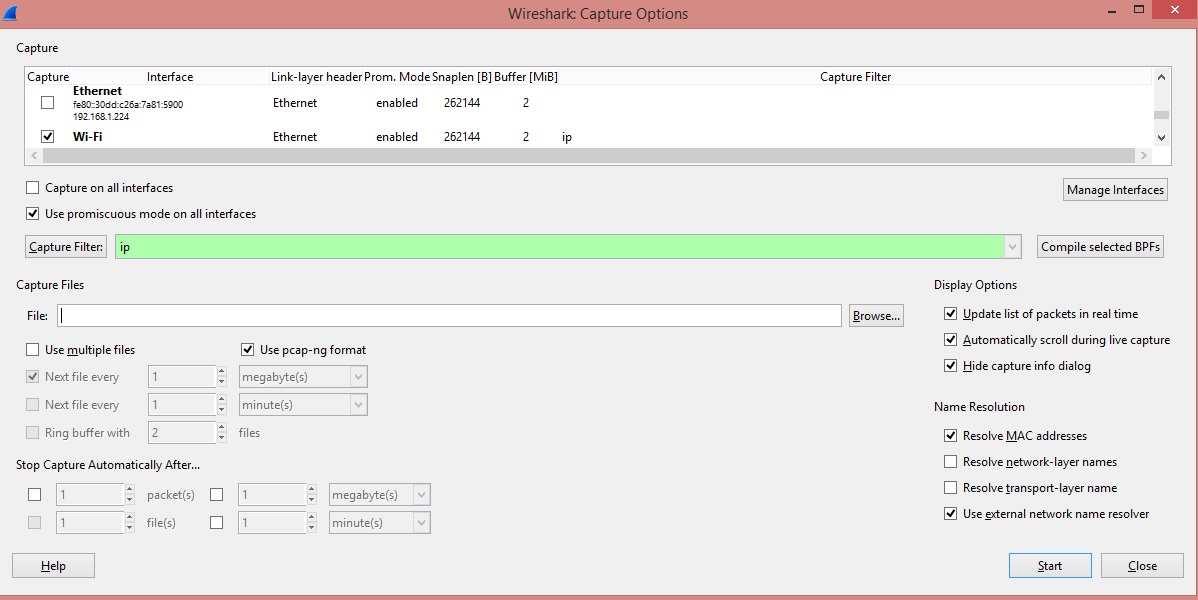 Wireshark: Capture Options
Capture
Capture Interface Link-layer header Prom. Mode Snaplen [B] Buffer [MiB] Capture Filter
Ethernet
fe80::30dd:c26a:7a81:5900
192.168.1.224
Ethernet enabled 262144 2
Wi-Fi Ethernet enabled 262144 2 ip
Capture on all interfaces
Manage Interfaces
Use promiscuous mode on all interfaces
Capture Filter: ip Compile selected BPFs
Capture Files
File: Browse...
Use multiple files Use pcap-ng format
Next file every 1 megabyte(s)
Next file every 1 minute(s)
Ring buffer with 2 files
Stop Capture Automatically After...
1 packet(s) 1 megabyte(s)
1 file(s) 1 minute(s)
Display Options
Update list of packets in real time
Automatically scroll during live capture
Hide capture info dialog
Name Resolution
Resolve MAC addresses
Resolve network-layer names
Resolve transport-layer name
Use external network name resolver
Help Start Close